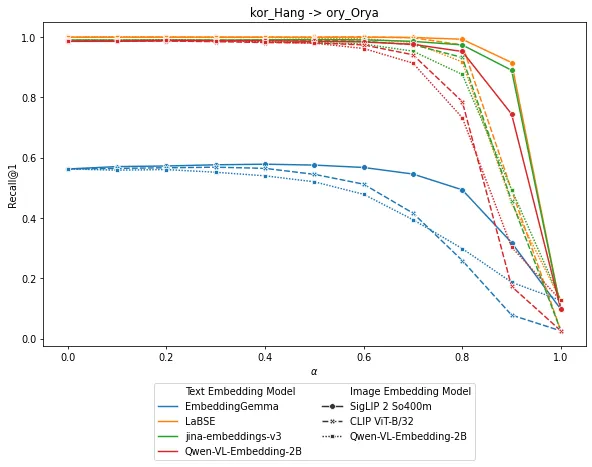 kor_Hang -> ory_Orya
Recall@1
1.0
0.8
0.6
0.4
0.2
0.0
0.0 0.2 0.4 0.6 0.8 1.0
α
Text Embedding Model
EmbeddingGemma
LaBSE
jina-embeddings-v3
Qwen-VL-Embedding-2B
Image Embedding Model
SigLIP 2 So400m
CLIP ViT-B/32
Qwen-VL-Embedding-2B